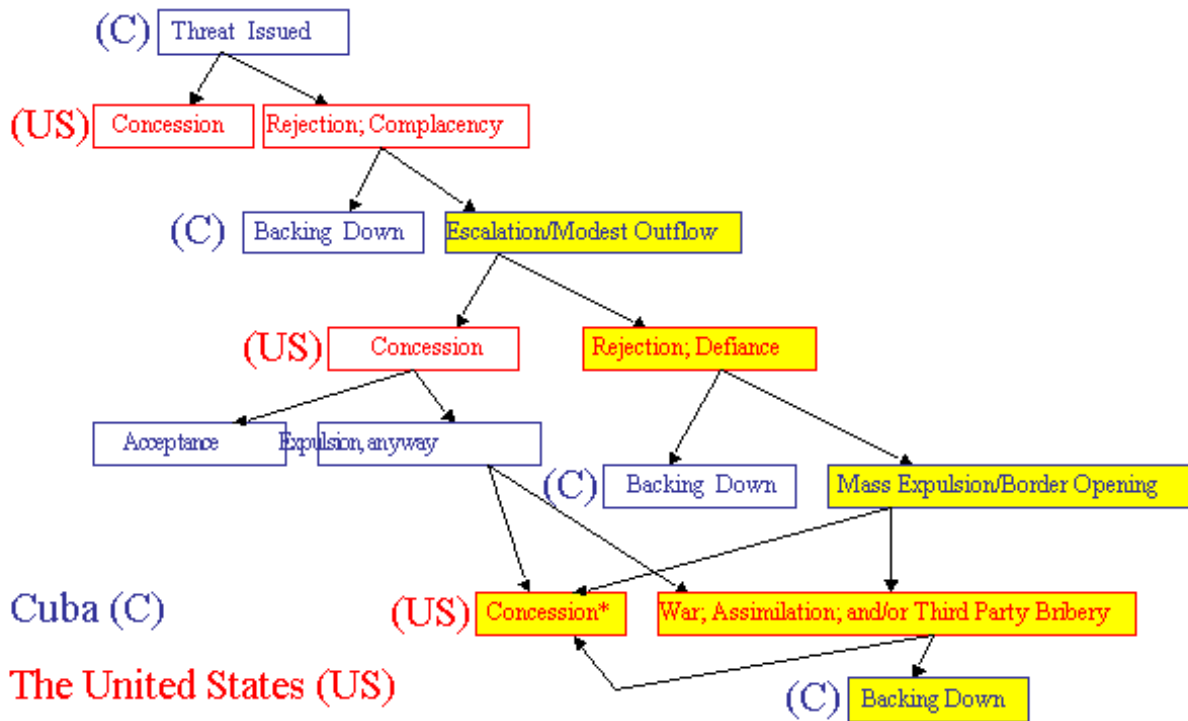 (C) Threat Issued
(US) Concession Rejection; Complacency
(C) Backing Down Escalation/Modest Outflow
(US) Concession Rejection; Defiance
Acceptance Expulsion, anyway
(C) Backing Down Mass Expulsion/Border Opening
Cuba (C) (US) Concession* War; Assimilation; and/or Third Party Bribery
The United States (US) (C) Backing Down